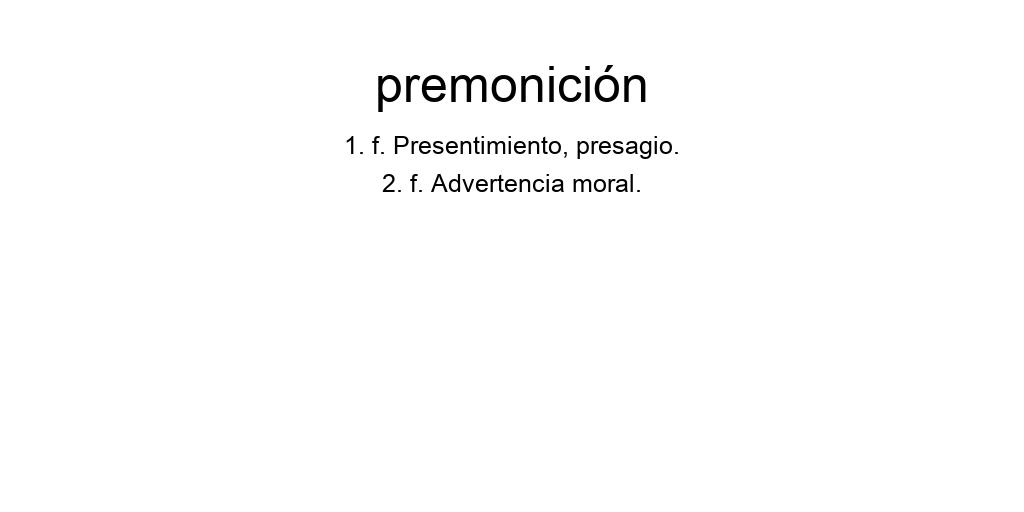 premonición
1. f. Presentimiento, presagio.
2. f. Advertencia moral.